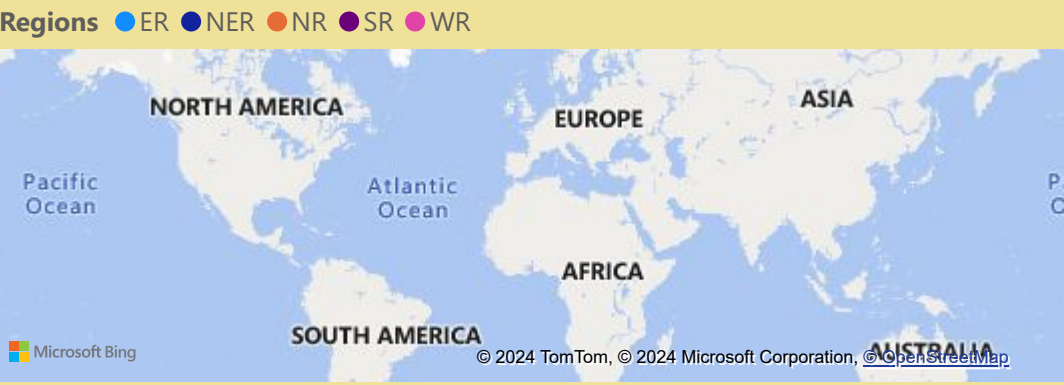 Regions ER NER NR SR WR
NORTH AMERICA
EUROPE
ASIA
Pacific
Ocean
Atlantic
Ocean
P
O
AFRICA
SOUTH AMERICA
AUSTRALIA
Microsoft Bing
© 2024 TomTom, © 2024 Microsoft Corporation, © OpenStreetMap